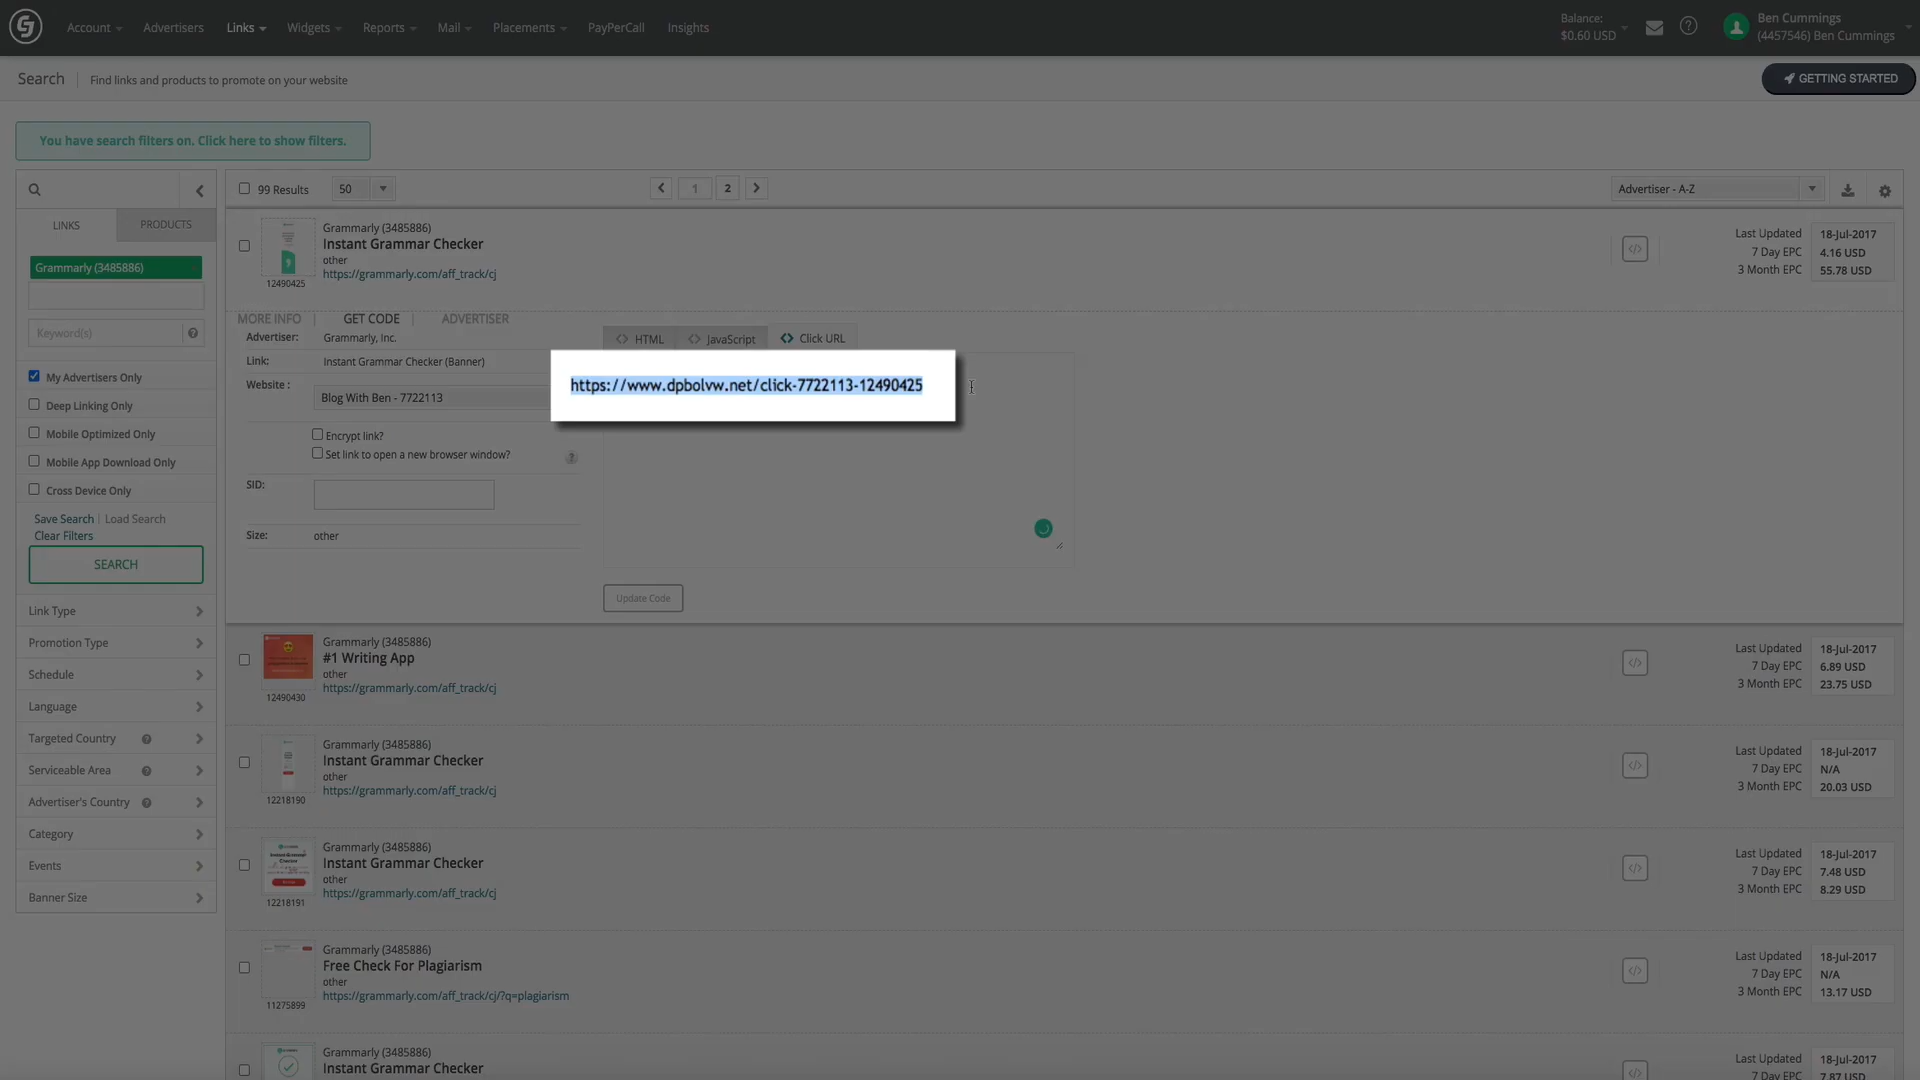 Account
Advertisers
Links
Widgets
Reports
Mail
Placements
PayPerCall
Insights
Balance:
$0.60 USD
Ben Cummings
(4457546) Ben Cummings
Search
Find links and products to promote on your website
GETTING STARTED
You have search filters on. Click here to show filters.
LINKS
PRODUCTS
Grammarly (3485886)
Keyword(s)
My Advertisers Only
Deep Linking Only
Mobile Optimized Only
Mobile App Download Only
Cross Device Only
Save Search | Load Search
Clear Filters
SEARCH
Link Type
Promotion Type
Schedule
Language
Targeted Country
Serviceable Area
Advertiser's Country
Category
Events
Banner Size
99 Results
50
1
2
Advertiser - A-Z
12490425
Grammarly (3485886)
Instant Grammar Checker
other
https://grammarly.com/aff_track/cj
Last Updated 18-Jul-2017
7 Day EPC 4.16 USD
3 Month EPC 55.78 USD
MORE INFO | GET CODE | ADVERTISER
Advertiser: Grammarly, Inc.
Link: Instant Grammar Checker (Banner)
Website : Blog With Ben - 7722113
Encrypt link?
Set link to open a new browser window?
SID:
Size: other
HTML
JavaScript
Click URL
https://www.dpbolvw.net/click-7722113-12490425
Update Code
12490430
Grammarly (3485886)
#1 Writing App
other
https://grammarly.com/aff_track/cj
Last Updated 18-Jul-2017
7 Day EPC 6.89 USD
3 Month EPC 23.75 USD
12218190
Grammarly (3485886)
Instant Grammar Checker
other
https://grammarly.com/aff_track/cj
Last Updated 18-Jul-2017
7 Day EPC N/A
3 Month EPC 20.03 USD
12218191
Grammarly (3485886)
Instant Grammar Checker
other
https://grammarly.com/aff_track/cj
Last Updated 18-Jul-2017
7 Day EPC 7.48 USD
3 Month EPC 8.29 USD
11275899
Grammarly (3485886)
Free Check For Plagiarism
other
https://grammarly.com/aff_track/cj/?q=plagiarism
Last Updated 18-Jul-2017
7 Day EPC N/A
3 Month EPC 13.17 USD
Grammarly (3485886)
Instant Grammar Checker
Last Updated 18-Jul-2017
7 Day EPC 7.87 USD